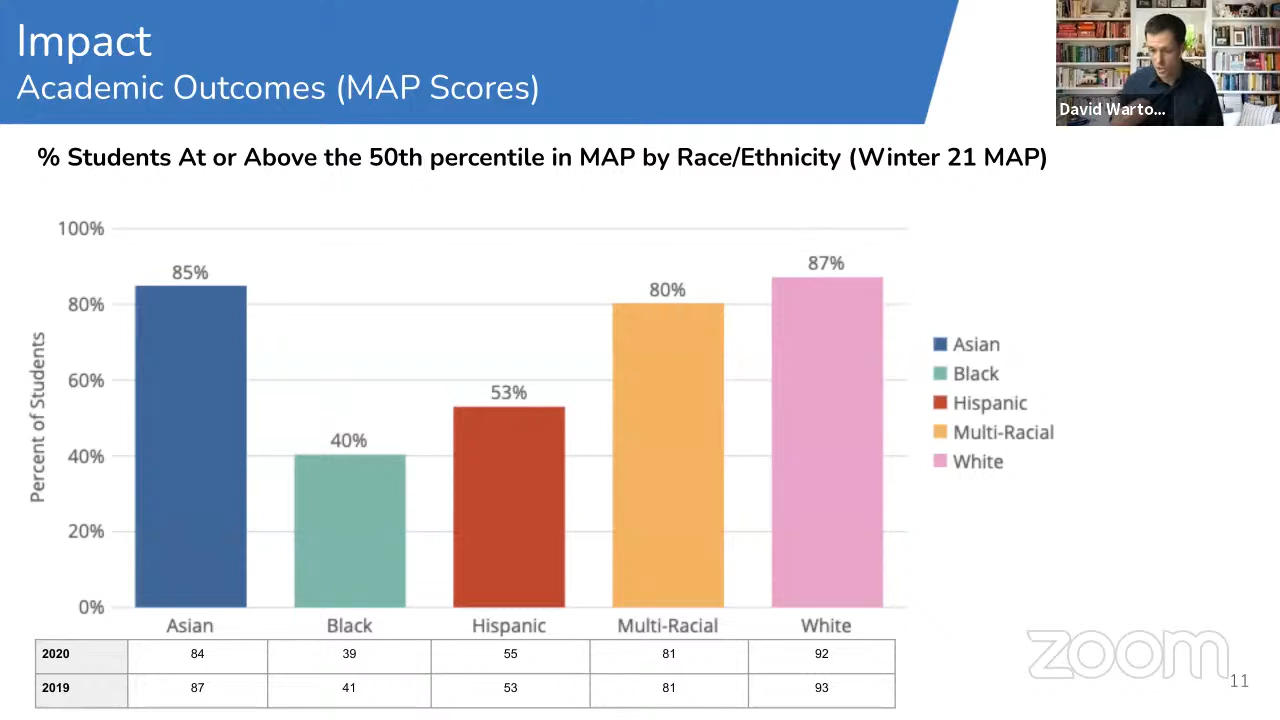 Impact
Academic Outcomes (MAP Scores)
David Warto...
% Students At or Above the 50th percentile in MAP by Race/Ethnicity (Winter 21 MAP)
Percent of Students
100%
80%
60%
40%
20%
0%
85%
40%
53%
80%
87%
Asian
Black
Hispanic
Multi-Racial
White
Asian
Black
Hispanic
Multi-Racial
White
2020 84 39 55 81 92
2019 87 41 53 81 93
zoom
11